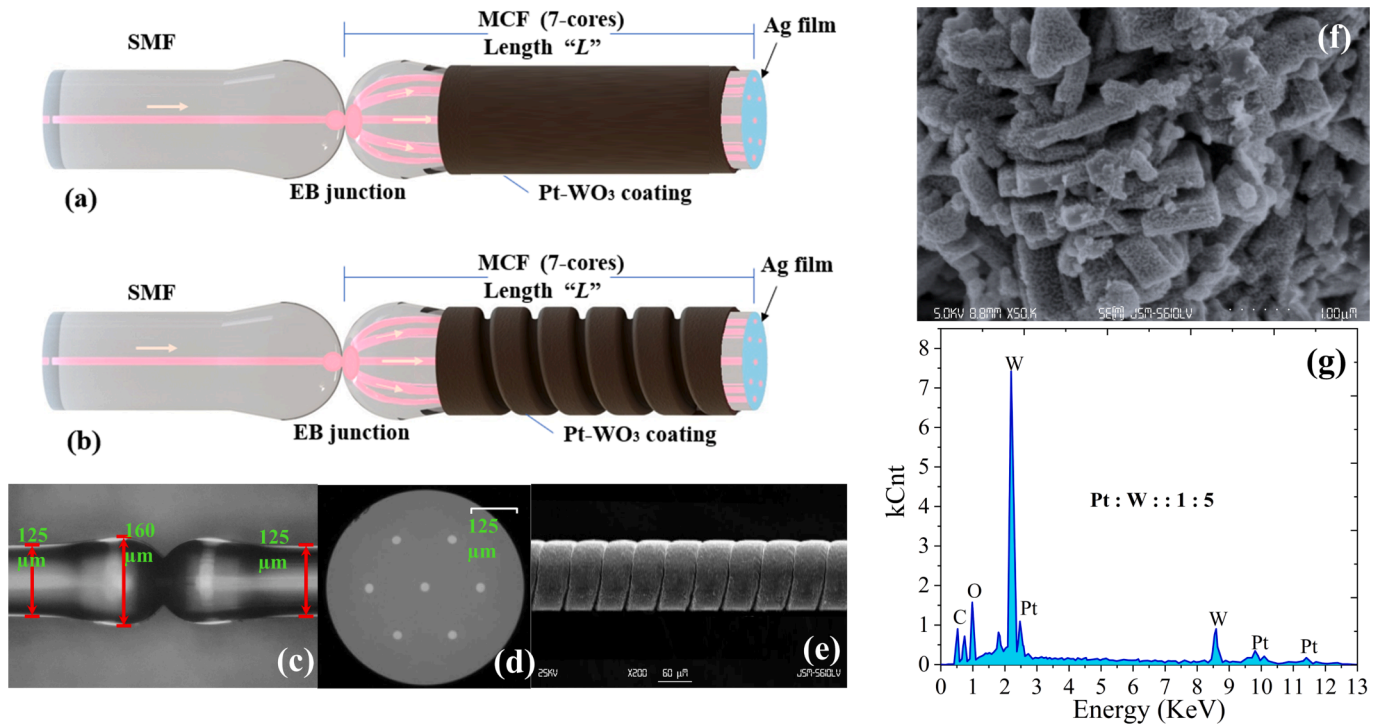 SMF
MCF (7-cores)
Length “L”
Ag film
EB junction
Pt-WO₃ coating
(a)
SMF
MCF (7-cores)
Length “L”
Ag film
EB junction
Pt-WO₃ coating
(b)
125
µm
160
µm
125
µm
(c)
125
µm
(d)
25KV X200 60 µM JSM-5610LV
(e)
(f)
5.0KV 8.8MM X50.K SE(M) JSM-5610LV 1.00µm
(g)
kCnt
8
7
6
5
4
3
2
1
0
W
Pt : W : : 1 : 5
C
O
Pt
W
Pt
Pt
0 1 2 3 4 5 6 7 8 9 10 11 12 13
Energy (KeV)